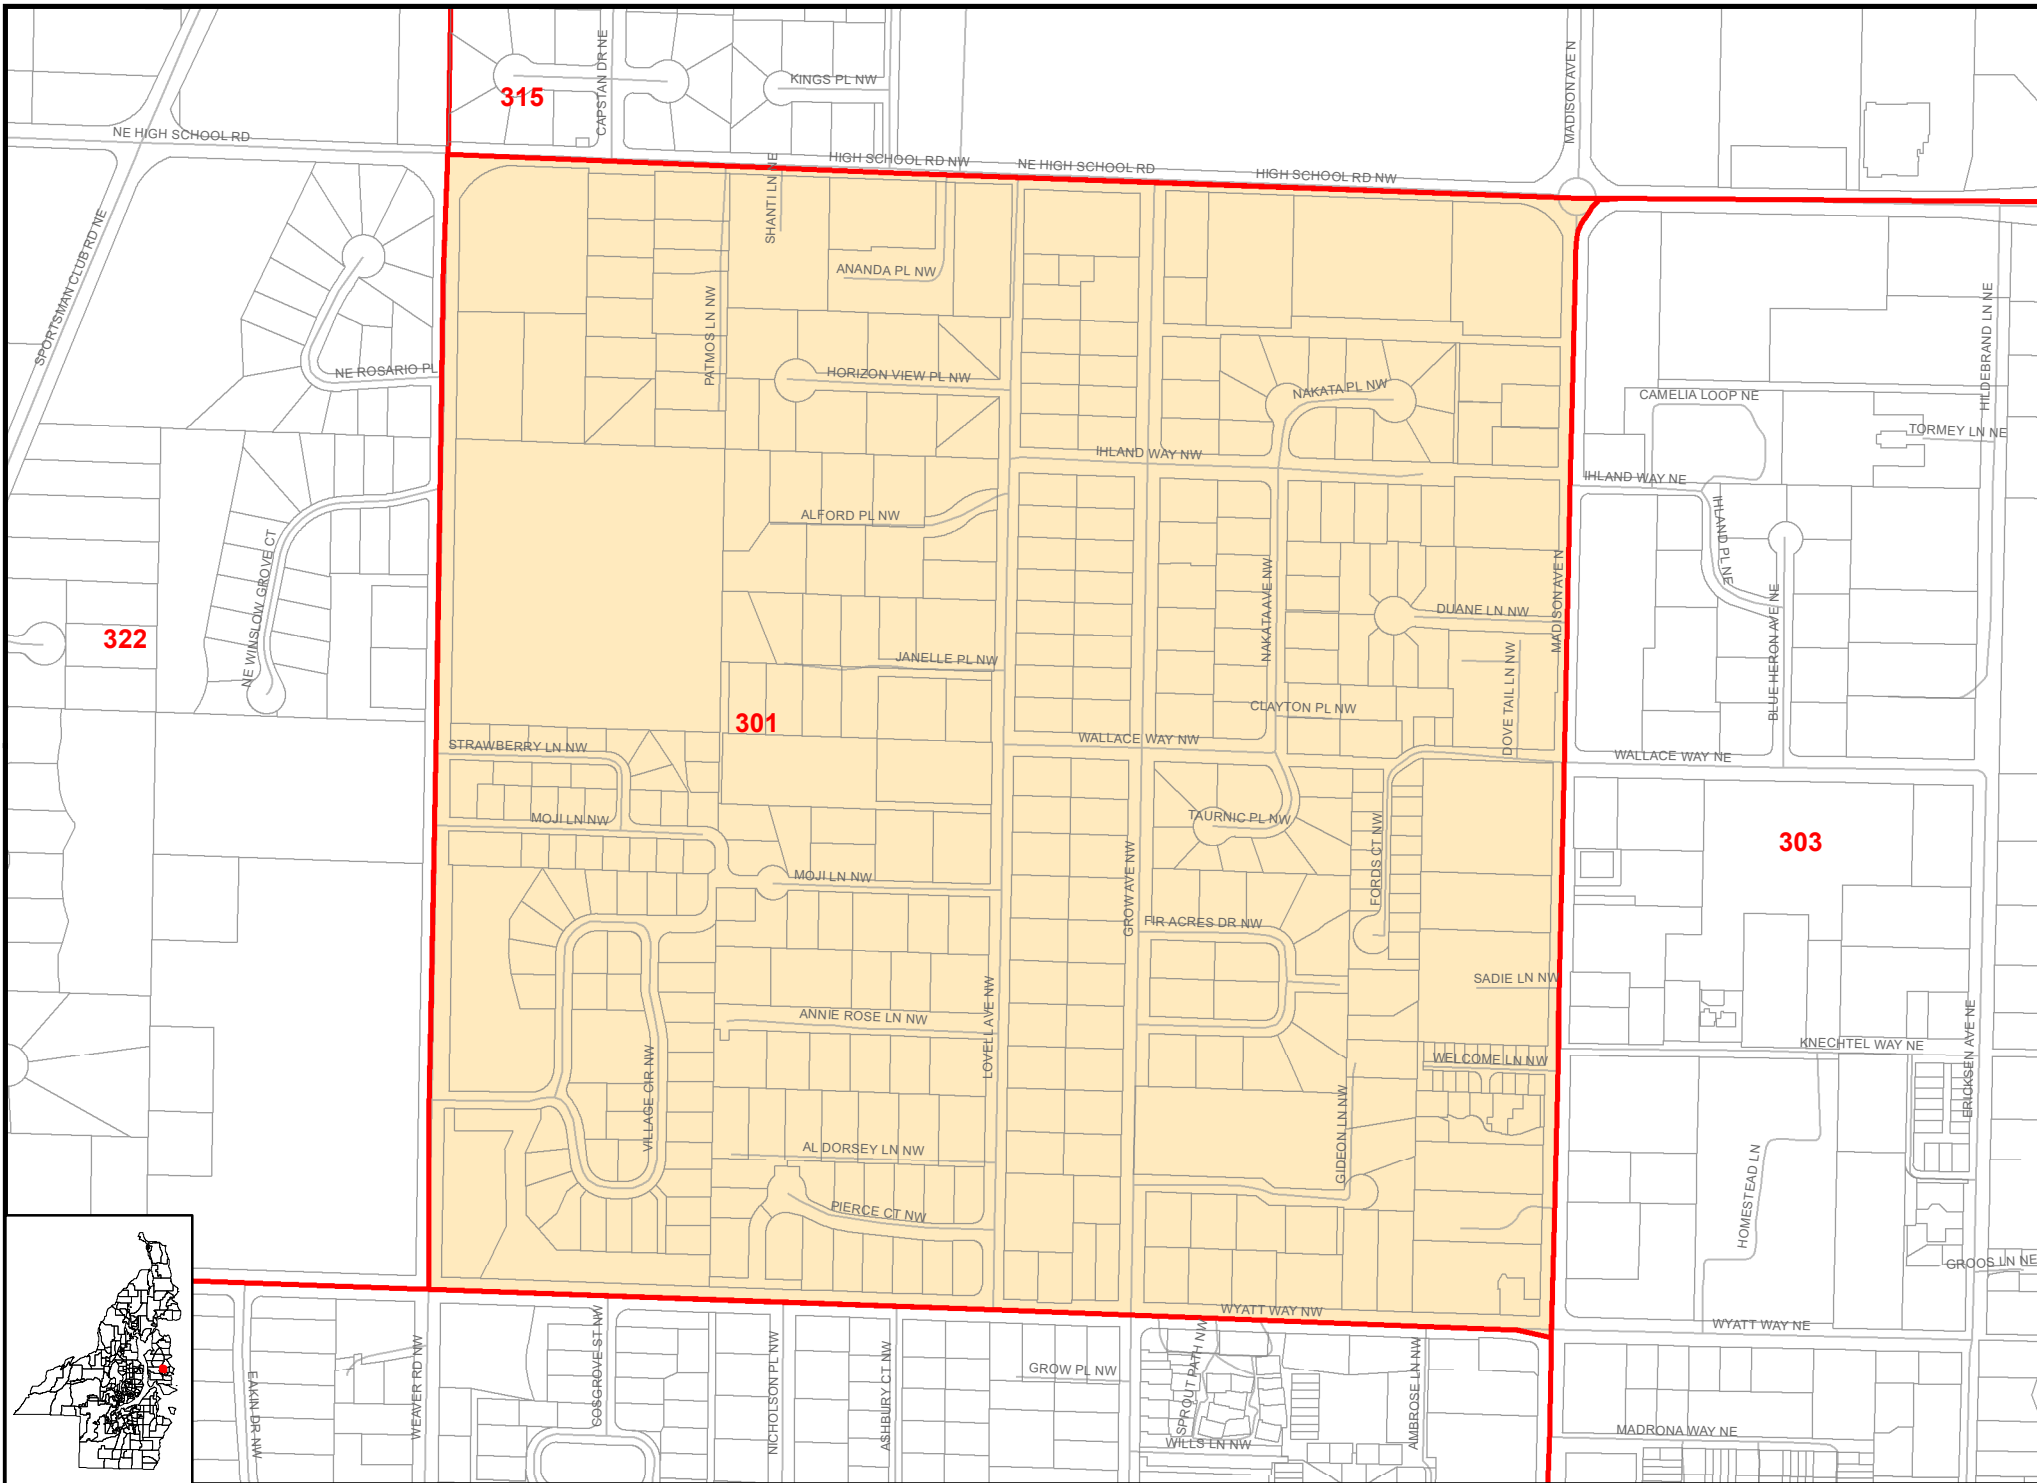 CAPSTAN DR NE
KINGS PL NW
MADISON AVE N
315
NE HIGH SCHOOL RD
HIGH SCHOOL RD NW
NE HIGH SCHOOL RD
HIGH SCHOOL RD NW
SHANTI LN NE
SPORTSMAN CLUB RD NE
ANANDA PL NW
PATMOS LN NW
HILDEBRAND LN NE
NE ROSARIO PL
HORIZON VIEW PL NW
NAKATA PL NW
CAMELIA LOOP NE
TORMEY LN NE
IHLAND WAY NW
IHLAND WAY NE
ALFORD PL NW
IHLAND PL NE
NE WINSLOW GROVE CT
NAKATA AVE NW
MADISON AVE N
BLUE HERON AVE NE
DUANE LN NW
322
JANELLE PL NW
DOVE TAIL LN NW
CLAYTON PL NW
301
STRAWBERRY LN NW
WALLACE WAY NW
WALLACE WAY NE
MOJI LN NW
TAURNIC PL NW
FORDS CT NW
303
MOJI LN NW
GROW AVE NW
FIR ACRES DR NW
SADIE LN NW
LOVELL AVE NW
ANNIE ROSE LN NW
KNECHTEL WAY NE
ERICKSEN AVE NE
VILLAGE CIR NW
WELCOME LN NW
GIDEON LN NW
AL DORSEY LN NW
HOMESTEAD LN
PIERCE CT NW
GROOS LN NE
WYATT WAY NW
WYATT WAY NE
EAKIN DR NW
WEAVER RD NW
COSGROVE ST NW
NICHOLSON PL NW
ASHBURY CT NW
GROW PL NW
SPROUT PATH NW
AMBROSE LN NW
WILLS LN NW
MADRONA WAY NE